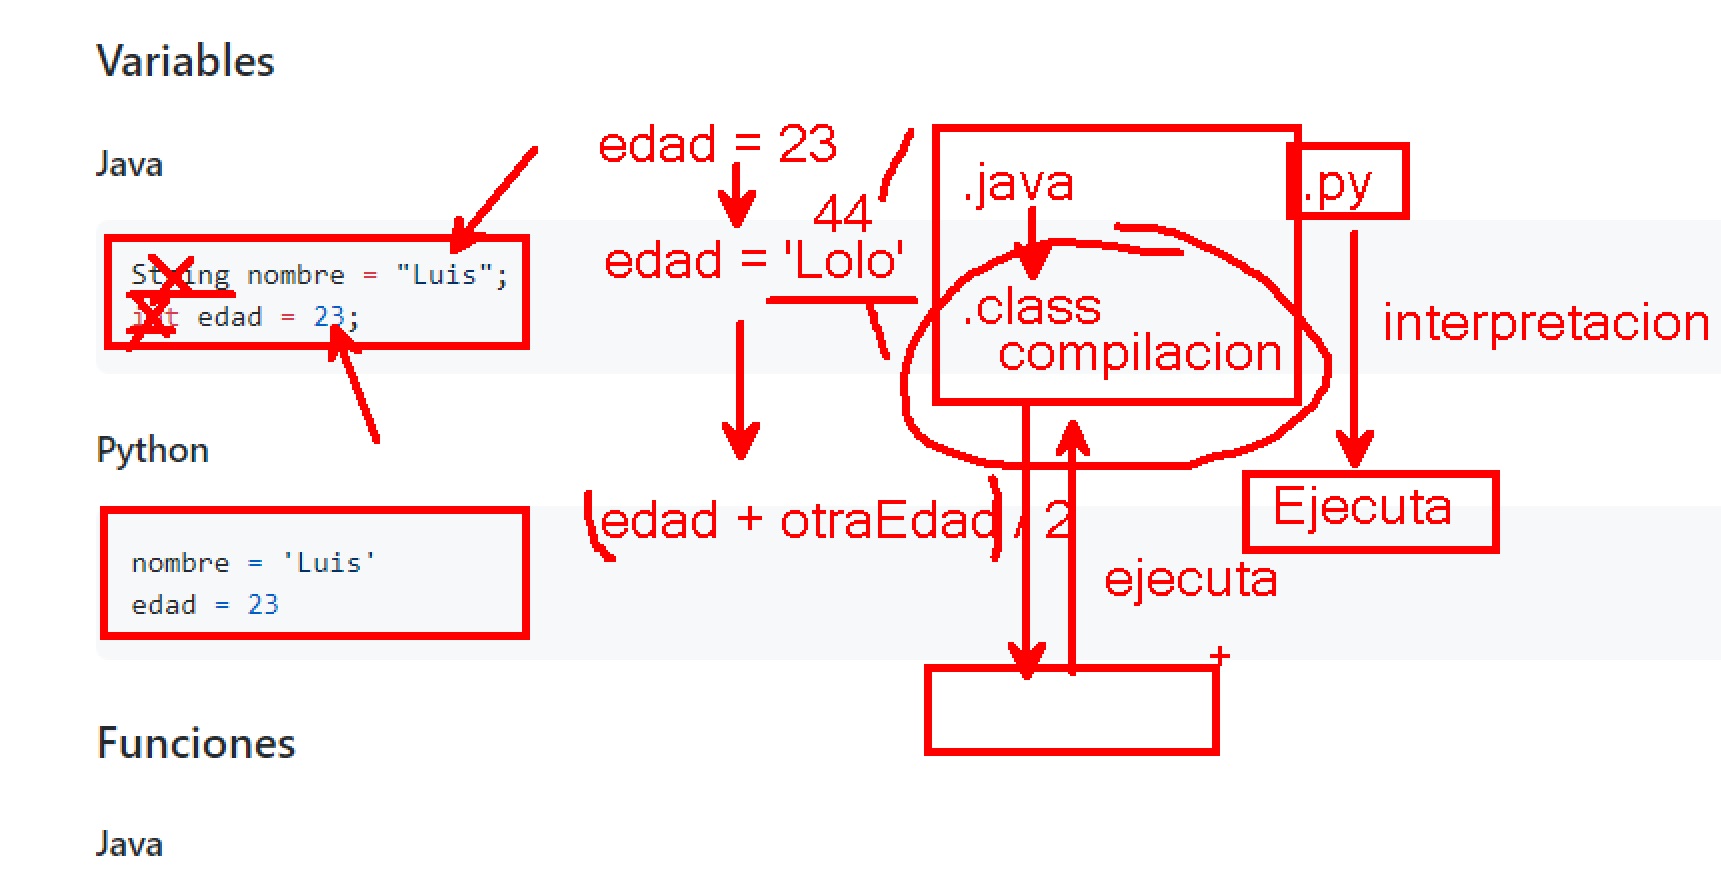 Variables
Java
String nombre = "Luis";
int edad = 23;
Python
nombre = 'Luis'
edad = 23
Funciones
Java
edad = 23
44
edad = 'Lolo'
(edad + otraEdad) / 2
.java
.class
compilacion
ejecuta
.py
interpretacion
Ejecuta